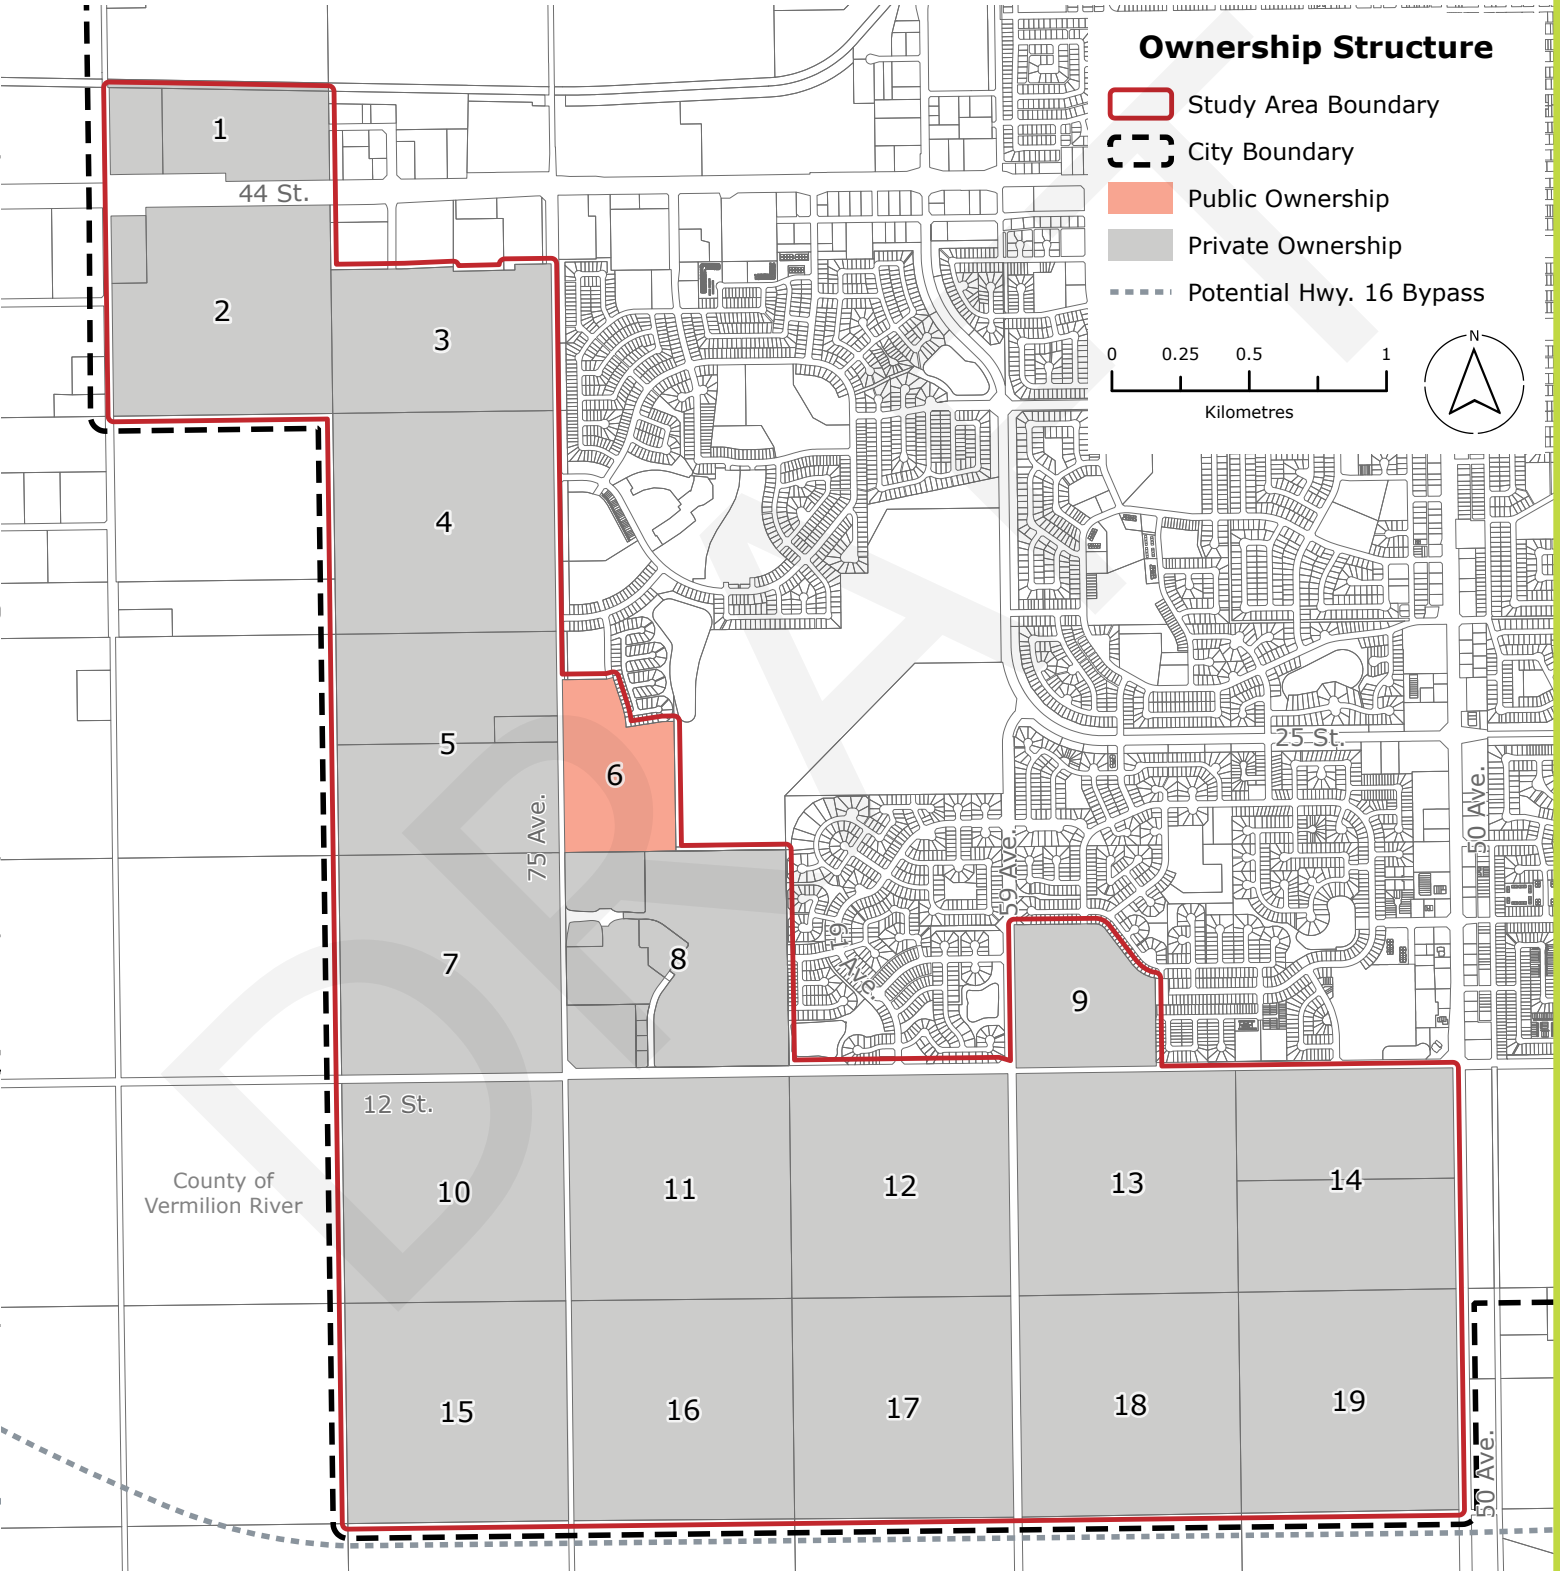 Ownership Structure
Study Area Boundary
City Boundary
Public Ownership
Private Ownership
Potential Hwy. 16 Bypass
0 0.25 0.5 1
Kilometres
N
1
44 St.
2
3
4
5
6
25 St.
50 Ave.
75 Ave.
59 Ave.
61 Ave.
7
8
9
12 St.
County of
Vermilion River
10
11
12
13
14
15
16
17
18
19
50 Ave.
DRAFT